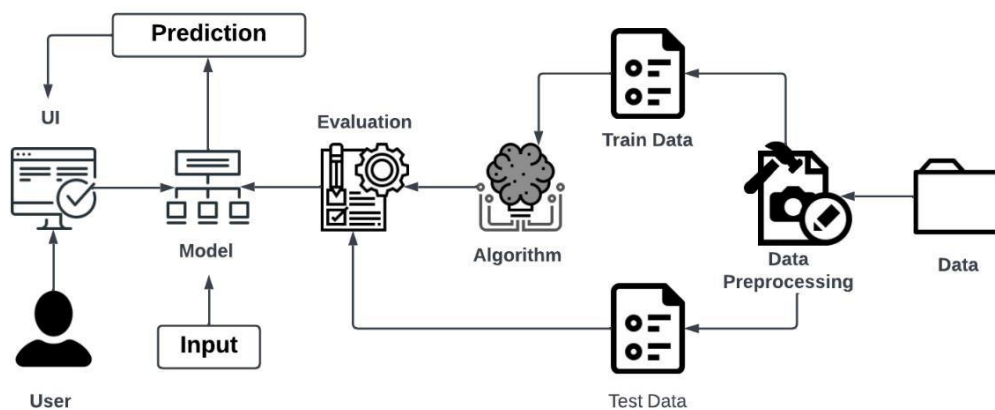 Prediction
UI
Evaluation
Train Data
Model
Algorithm
Data
Preprocessing
Data
Input
User
Test Data